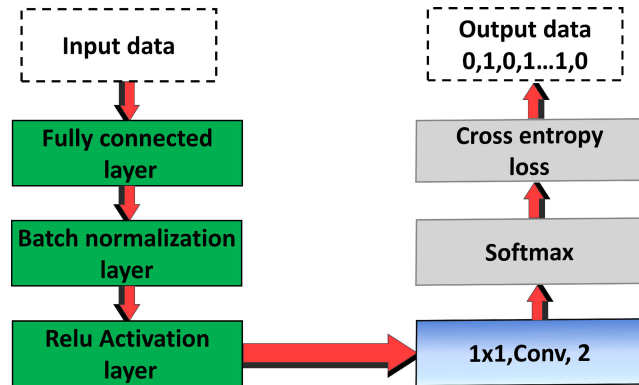 Input data
Fully connected
layer
Batch normalization
layer
Relu Activation
layer
1x1,Conv, 2
Softmax
Cross entropy
loss
Output data
0,1,0,1...1,0